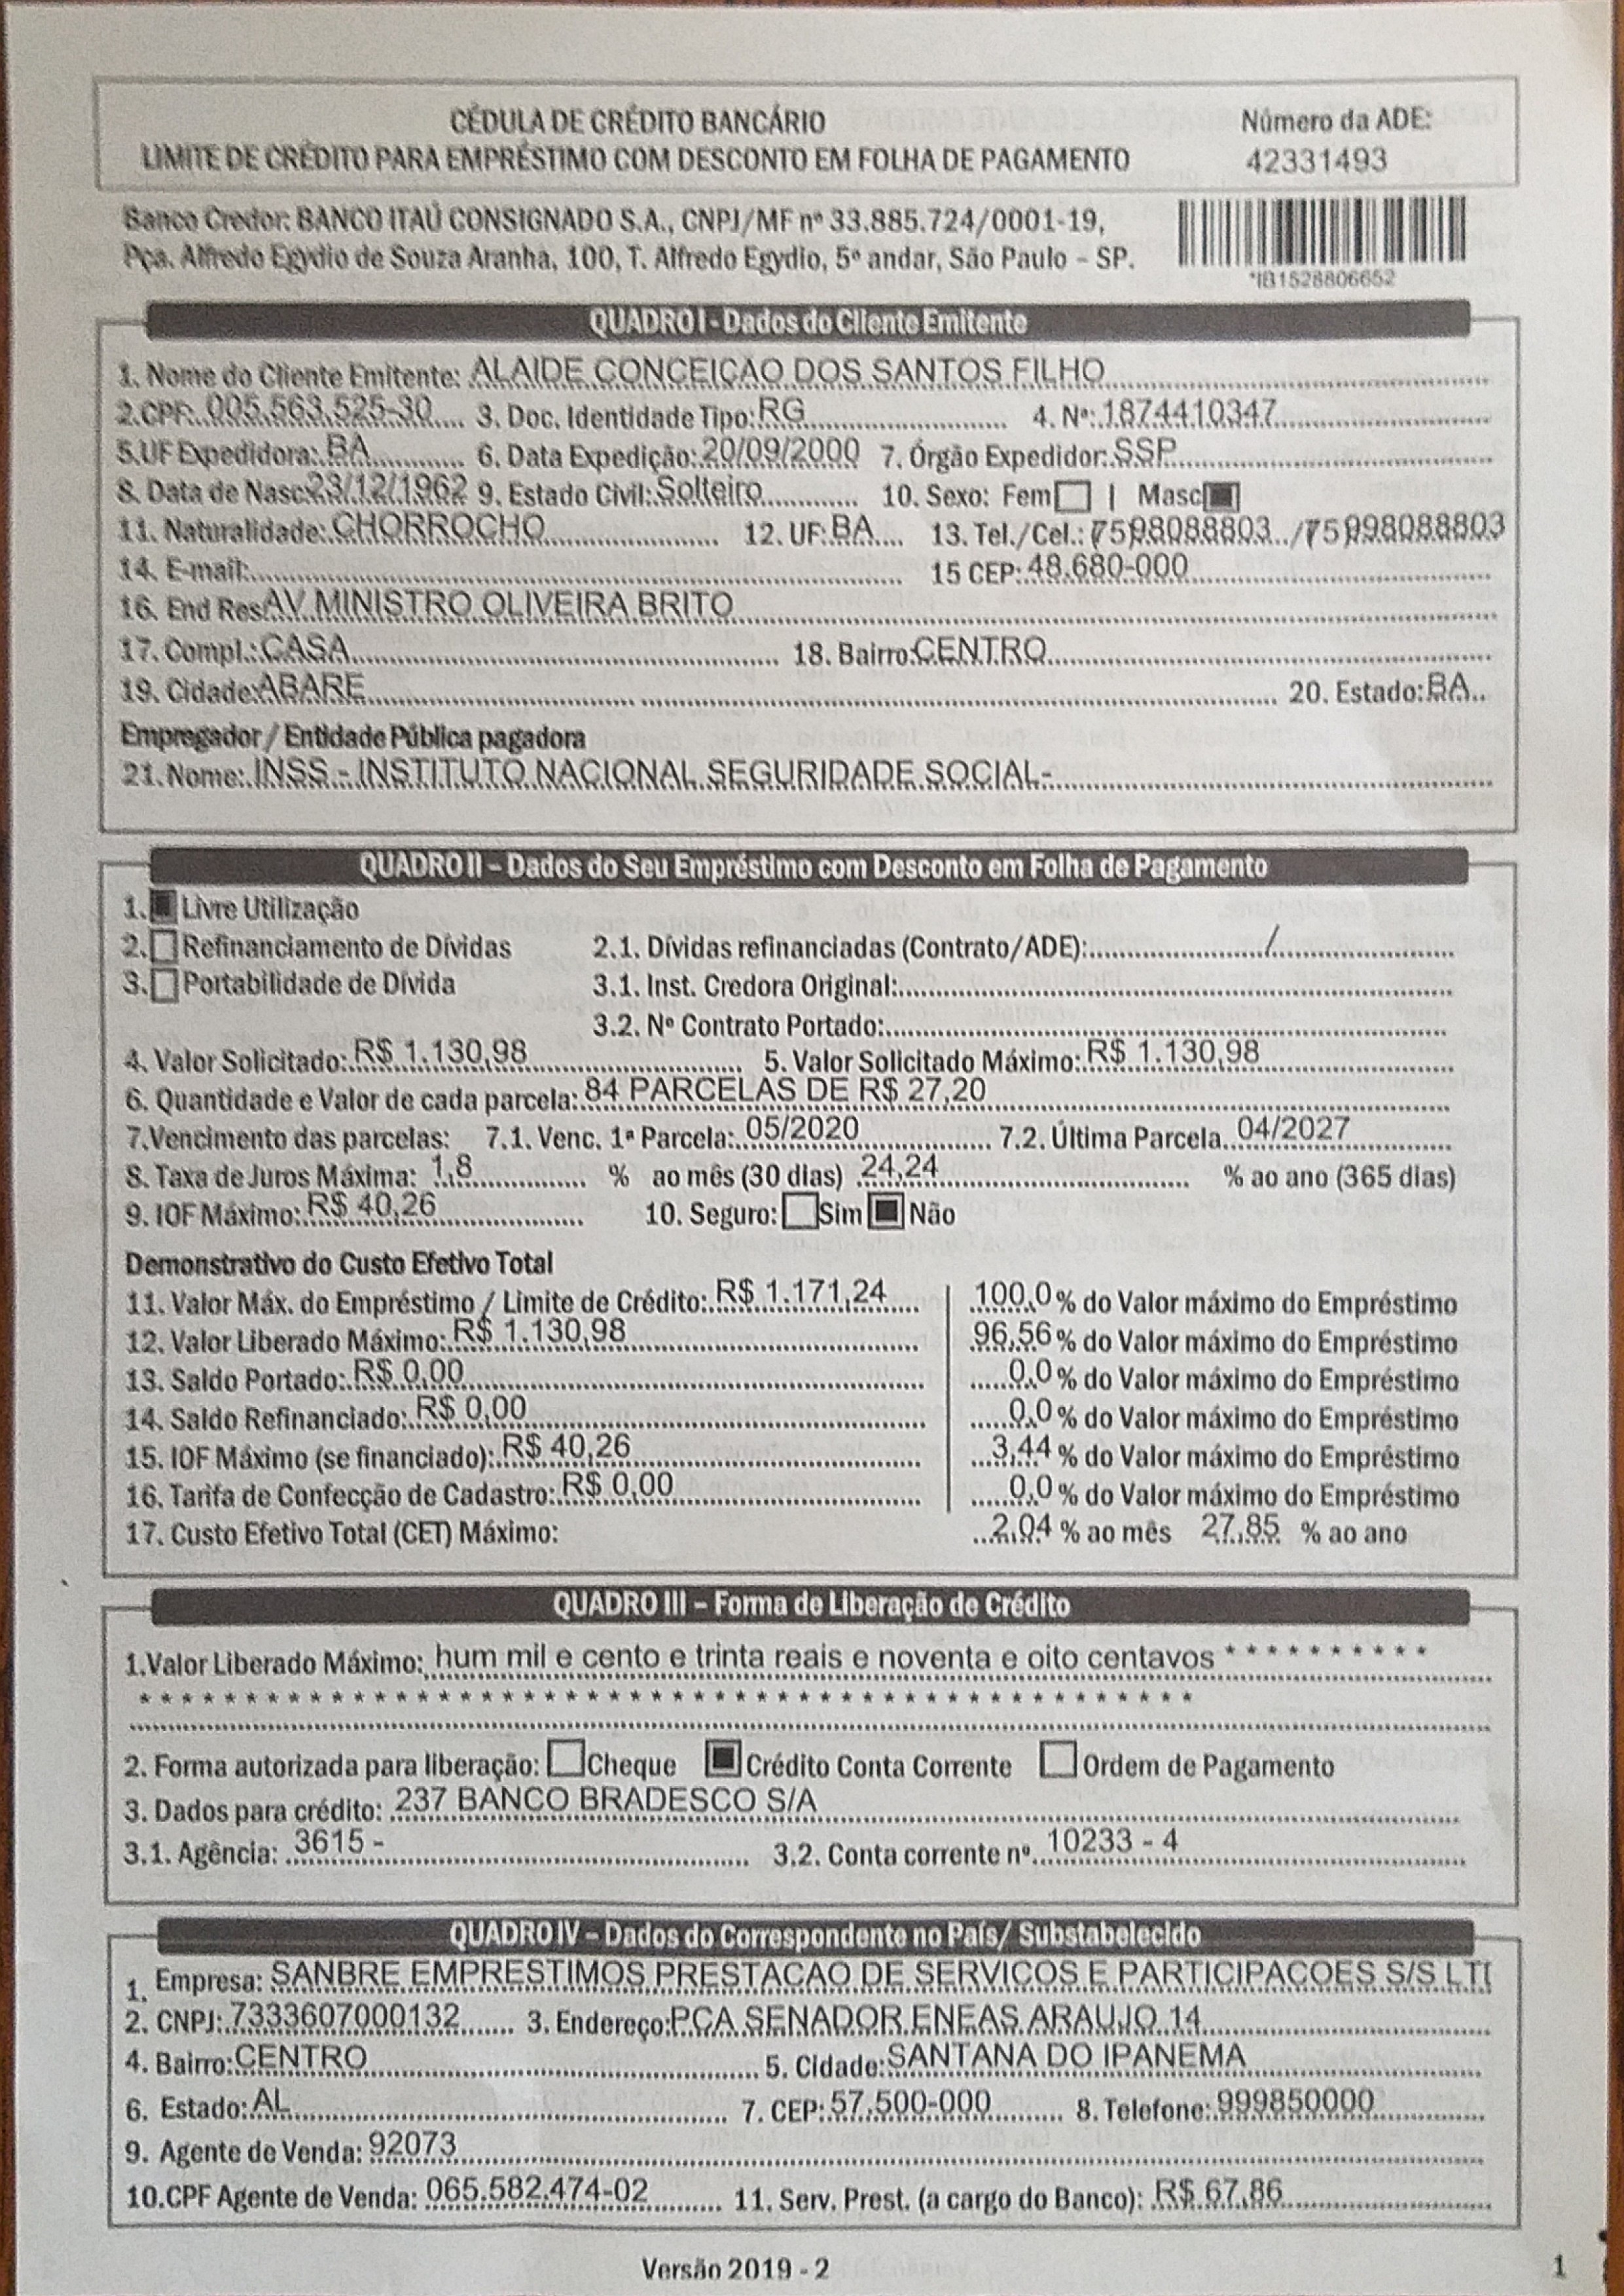 CÉDULA DE CRÉDITO BANCÁRIO
LIMITE DE CRÉDITO PARA EMPRÉSTIMO COM DESCONTO EM FOLHA DE PAGAMENTO
Número da ADE:
42331493
Banco Credor: BANCO ITAÚ CONSIGNADO S.A., CNPJ/MF nº 33.885.724/0001-19,
Pça. Alfredo Egydio de Souza Aranha, 100, T. Alfredo Egydio, 5º andar, São Paulo – SP.
*IB1528806652
QUADRO I - Dados do Cliente Emitente
1. Nome do Cliente Emitente: ALAIDE CONCEICAO DOS SANTOS FILHO
2.CPF: 005.563.525-30 3. Doc. Identidade Tipo: RG 4. Nº: 1874410347
5.UF Expedidora: BA 6. Data Expedição: 20/09/2000 7. Órgão Expedidor: SSP
8. Data de Nasc: 23/12/1962 9. Estado Civil: Solteiro 10. Sexo: Fem | Masc
11. Naturalidade: CHORROCHO 12. UF: BA 13. Tel./Cel.: (75)98088803 /(75)998088803
14. E-mail: 15 CEP: 48.680-000
16. End Res: AV MINISTRO OLIVEIRA BRITO
17. Compl.: CASA 18. Bairro: CENTRO
19. Cidade: ABARE 20. Estado: BA
Empregador / Entidade Pública pagadora
21. Nome: INSS - INSTITUTO NACIONAL SEGURIDADE SOCIAL-
QUADRO II – Dados do Seu Empréstimo com Desconto em Folha de Pagamento
1. Livre Utilização
2. Refinanciamento de Dívidas 2.1. Dívidas refinanciadas (Contrato/ADE): /
3. Portabilidade de Dívida 3.1. Inst. Credora Original:
3.2. Nº Contrato Portado:
4. Valor Solicitado: R$ 1.130,98 5. Valor Solicitado Máximo: R$ 1.130,98
6. Quantidade e Valor de cada parcela: 84 PARCELAS DE R$ 27,20
7.Vencimento das parcelas: 7.1. Venc. 1ª Parcela: 05/2020 7.2. Última Parcela 04/2027
8. Taxa de Juros Máxima: 1,8 % ao mês (30 dias) 24,24 % ao ano (365 dias)
9. IOF Máximo: R$ 40,26 10. Seguro: Sim Não
Demonstrativo do Custo Efetivo Total
11. Valor Máx. do Empréstimo / Limite de Crédito: R$ 1.171,24 100,0 % do Valor máximo do Empréstimo
12. Valor Liberado Máximo: R$ 1.130,98 96,56 % do Valor máximo do Empréstimo
13. Saldo Portado: R$ 0,00 0,0 % do Valor máximo do Empréstimo
14. Saldo Refinanciado: R$ 0,00 0,0 % do Valor máximo do Empréstimo
15. IOF Máximo (se financiado): R$ 40,26 3,44 % do Valor máximo do Empréstimo
16. Tarifa de Confecção de Cadastro: R$ 0,00 0,0 % do Valor máximo do Empréstimo
17. Custo Efetivo Total (CET) Máximo: 2,04 % ao mês 27,85 % ao ano
QUADRO III – Forma de Liberação de Crédito
1.Valor Liberado Máximo: hum mil e cento e trinta reais e noventa e oito centavos * * * * * * * * * *
* * * * * * * * * * * * * * * * * * * * * * * * * * * * * * * * * * * * * * * * * * * * * * * * * *
2. Forma autorizada para liberação: Cheque Crédito Conta Corrente Ordem de Pagamento
3. Dados para crédito: 237 BANCO BRADESCO S/A
3.1. Agência: 3615 - 3.2. Conta corrente nº 10233 - 4
QUADRO IV – Dados do Correspondente no País/ Substabelecido
1. Empresa: SANBRE EMPRESTIMOS PRESTACAO DE SERVICOS E PARTICIPACOES S/S LTI
2. CNPJ: 7333607000132 3. Endereço: PCA SENADOR ENEAS ARAUJO 14
4. Bairro: CENTRO 5. Cidade: SANTANA DO IPANEMA
6. Estado: AL 7. CEP: 57.500-000 8. Telefone: 999850000
9. Agente de Venda: 92073
10.CPF Agente de Venda: 065.582.474-02 11. Serv. Prest. (a cargo do Banco): R$ 67,86
Versão 2019 - 2
1